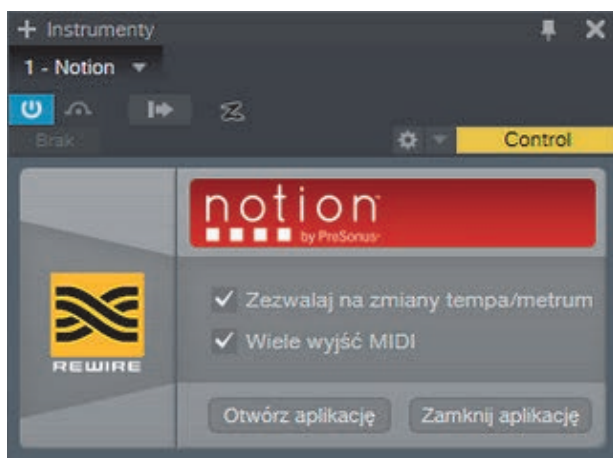 Instrumenty
1 - Notion
Brak
Control
notion
by PreSonus
Zezwalaj na zmiany tempa/metrum
Wiele wyjść MIDI
REWIRE
Otwórz aplikację
Zamknij aplikację